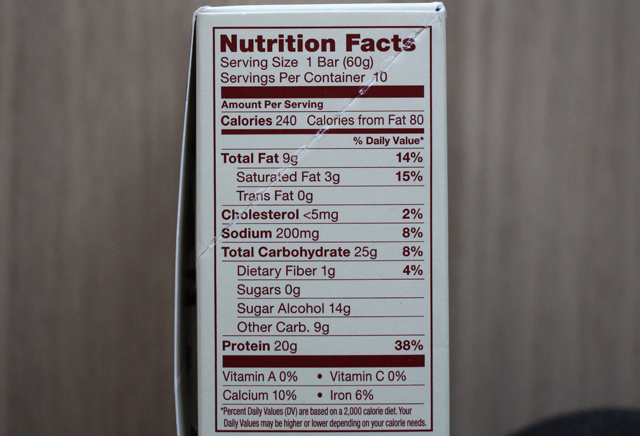 Nutrition Facts
Serving Size 1 Bar (60g)
Servings Per Container 10
Amount Per Serving
Calories 240 Calories from Fat 80
% Daily Value*
Total Fat 9g 14%
Saturated Fat 3g 15%
Trans Fat 0g
Cholesterol <5mg 2%
Sodium 200mg 8%
Total Carbohydrate 25g 8%
Dietary Fiber 1g 4%
Sugars 0g
Sugar Alcohol 14g
Other Carb. 9g
Protein 20g 38%
Vitamin A 0% • Vitamin C 0%
Calcium 10% • Iron 6%
*Percent Daily Values (DV) are based on a 2,000 calorie diet. Your
Daily Values may be higher or lower depending on your calorie needs.